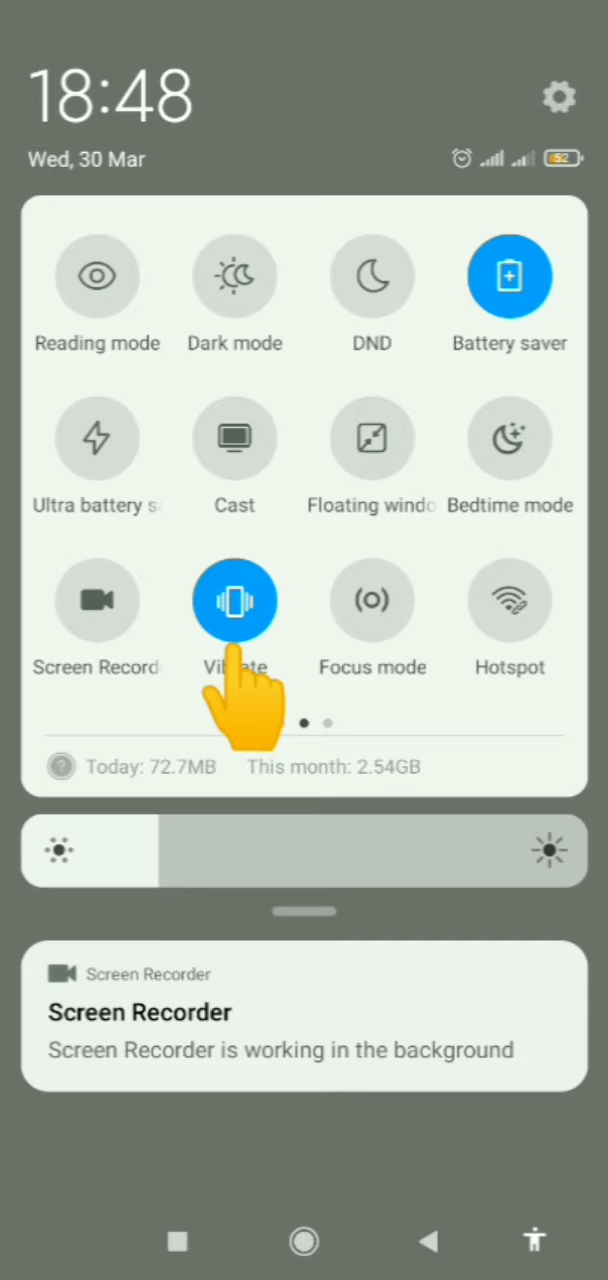 18:48
Wed, 30 Mar
52
Reading mode
Dark mode
DND
Battery saver
Ultra battery s
Cast
Floating windo
Bedtime mode
Screen Record
Focus mode
Hotspot
Today: 72.7MB
This month: 2.54GB
Screen Recorder
Screen Recorder
Screen Recorder is working in the background